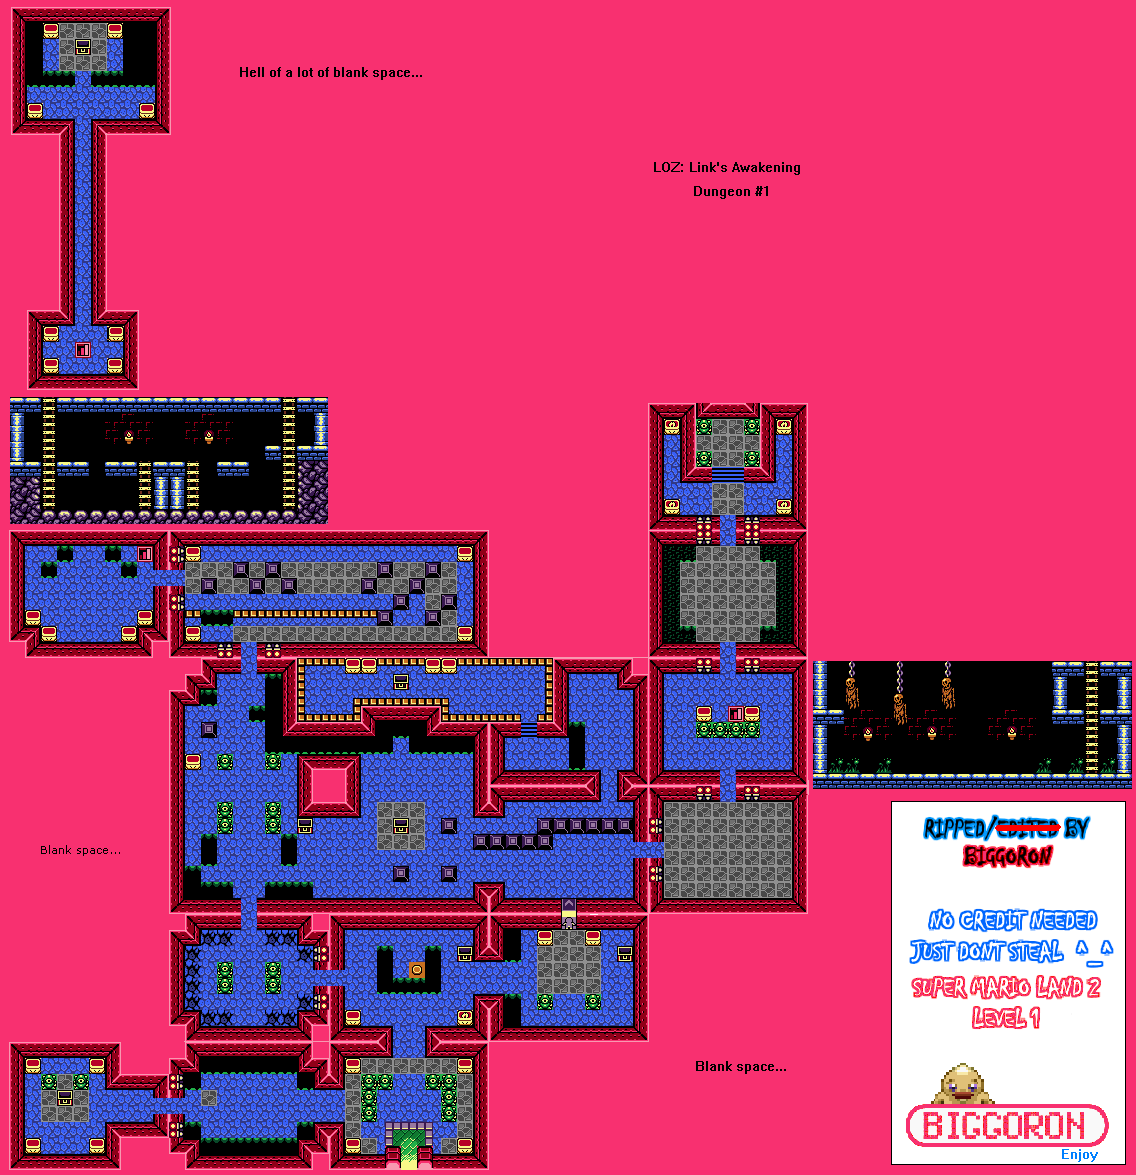 Hell of a lot of blank space...
LOZ: Link's Awakening
Dungeon #1
Blank space...
RIPPED/EDITED BY
BIGGORON
NO CREDIT NEEDED
JUST DONT STEAL ^_^
SUPER MARIO LAND 2
LEVEL 1
Blank space...
BIGGORON
Enjoy